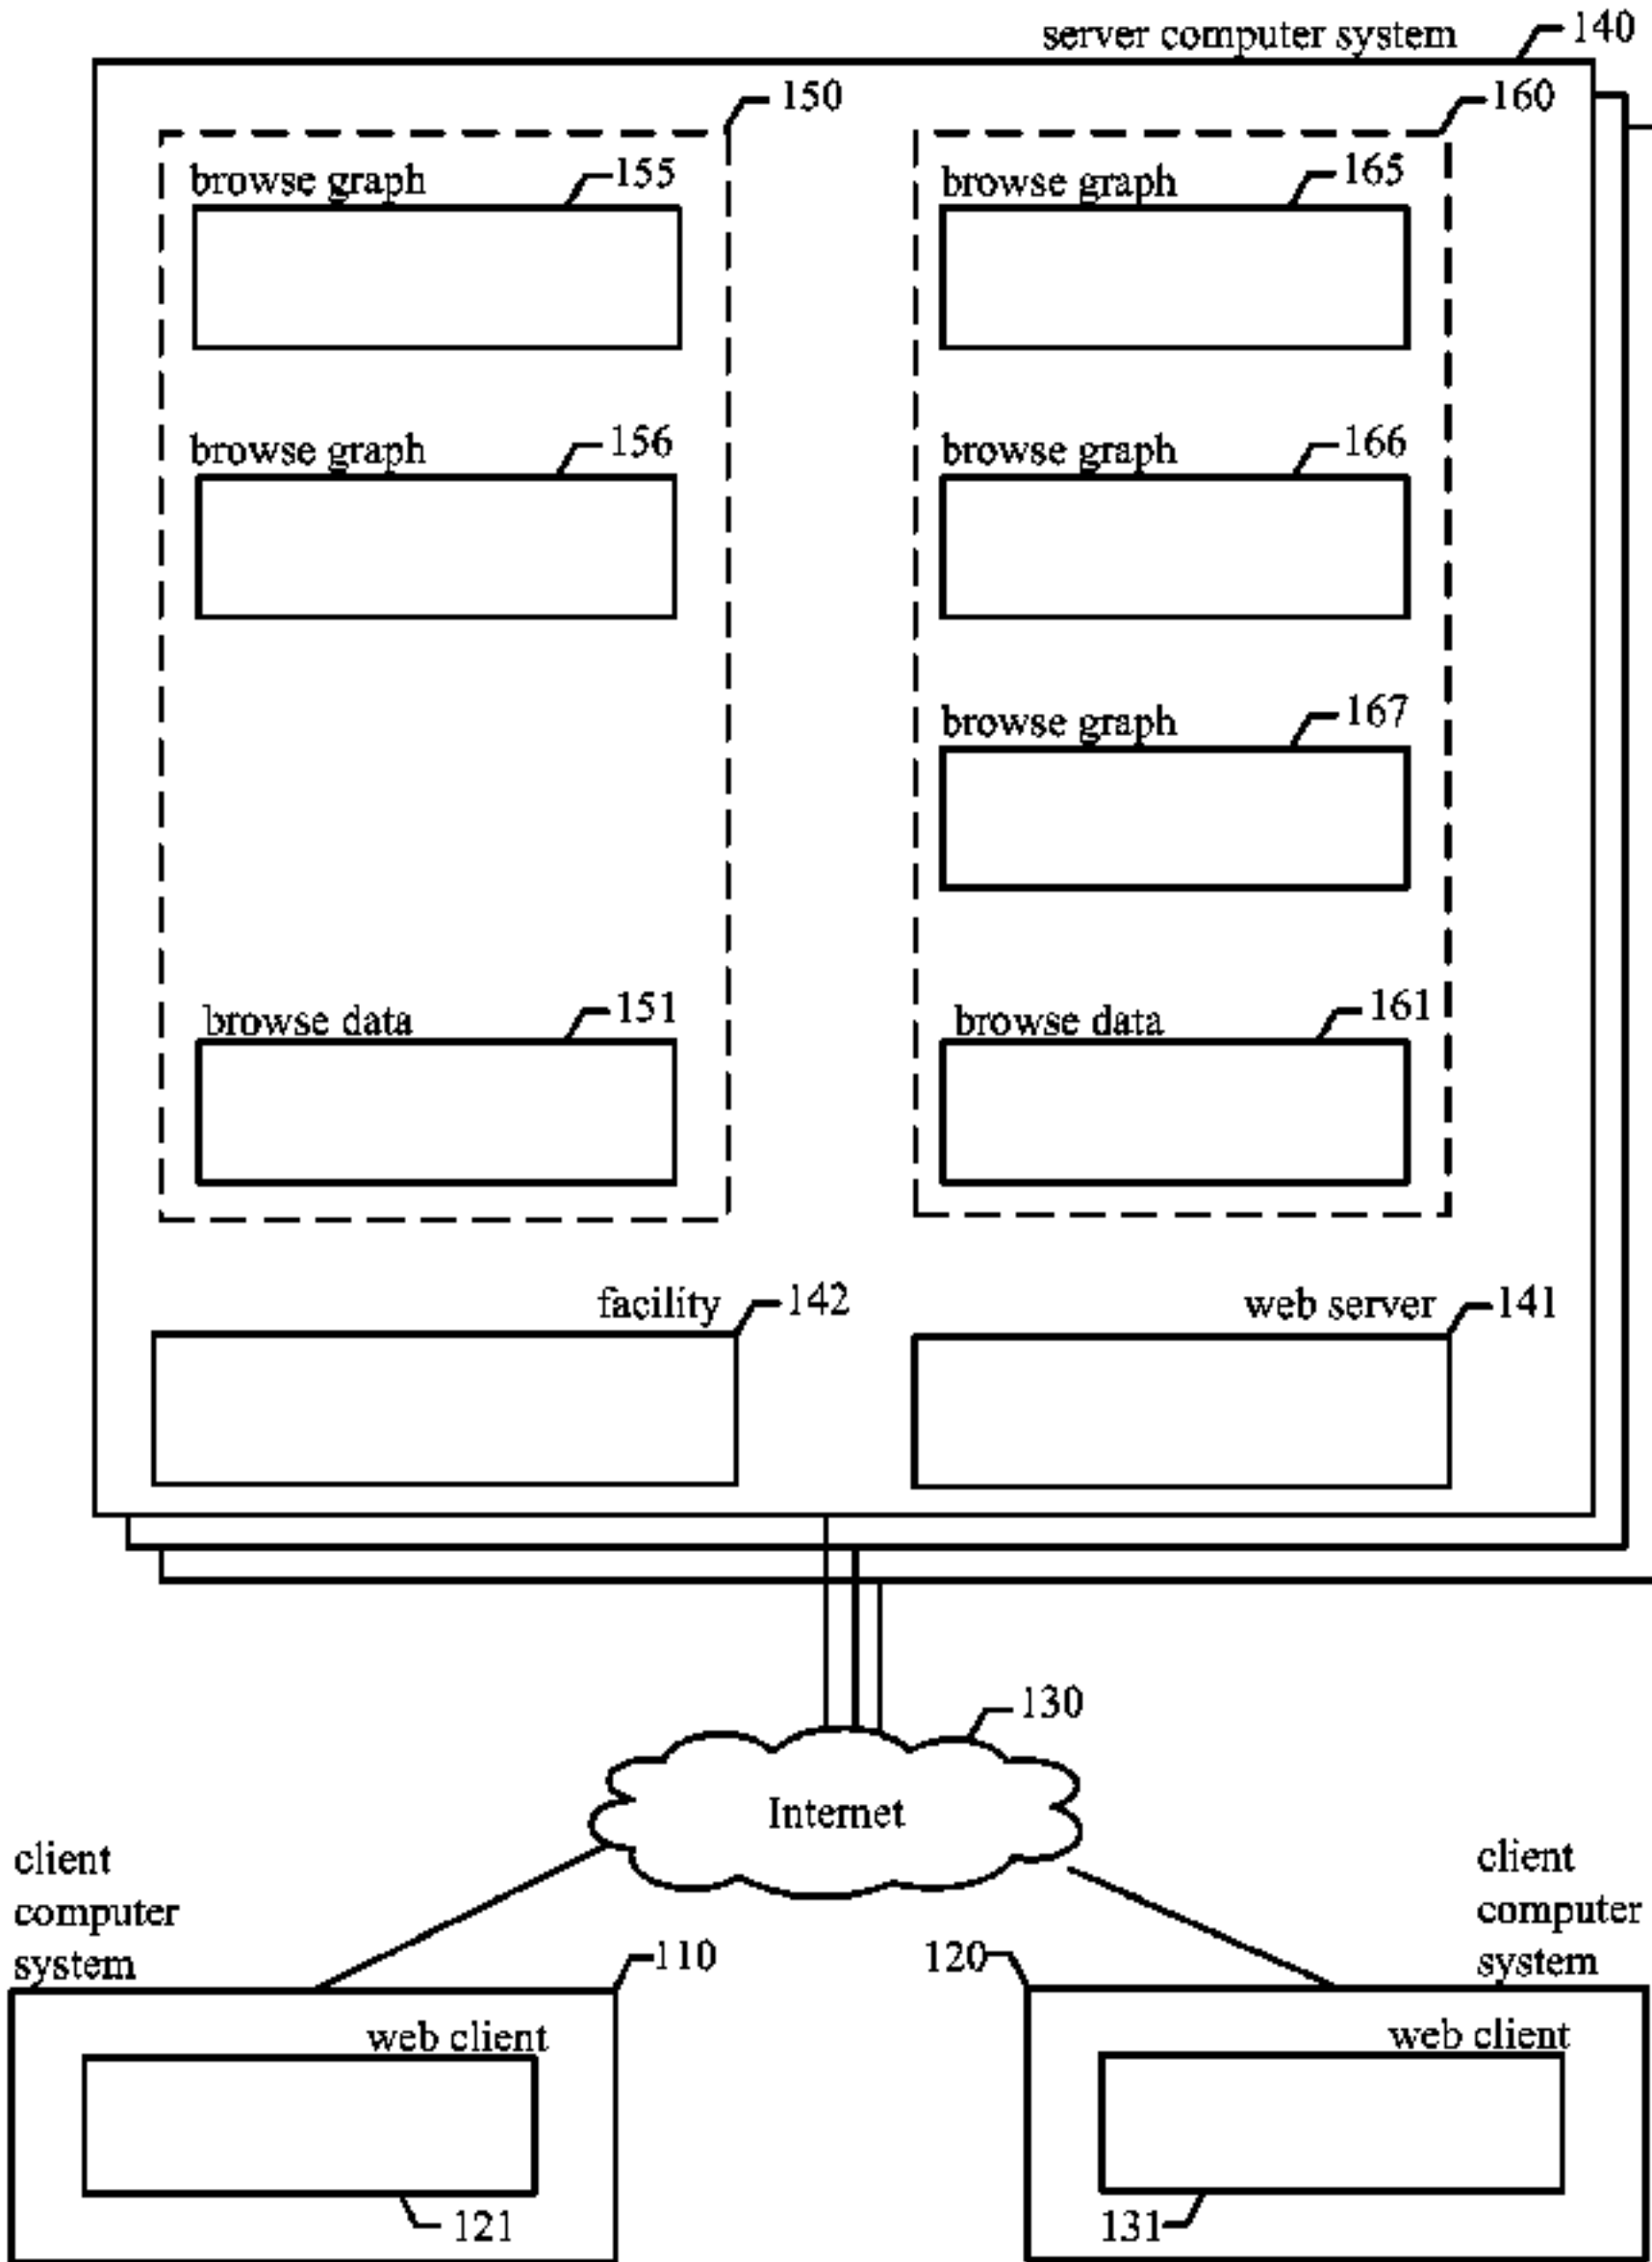 server computer system 140
150 160
browse graph 155 browse graph 165
browse graph 156 browse graph 166
browse graph 167
browse data 151 browse data 161
facility 142 web server 141
130
Internet
client
computer
system
client
computer
system
110 120
web client web client
121 131